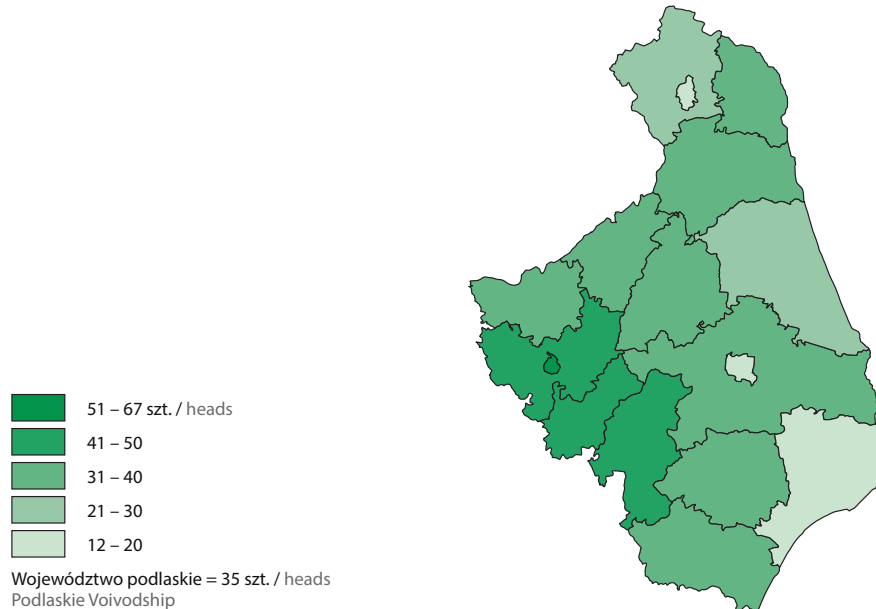 51 – 67 szt. / heads
41 – 50
31 – 40
21 – 30
12 – 20
Województwo podlaskie = 35 szt. / heads
Podlaskie Voivodship